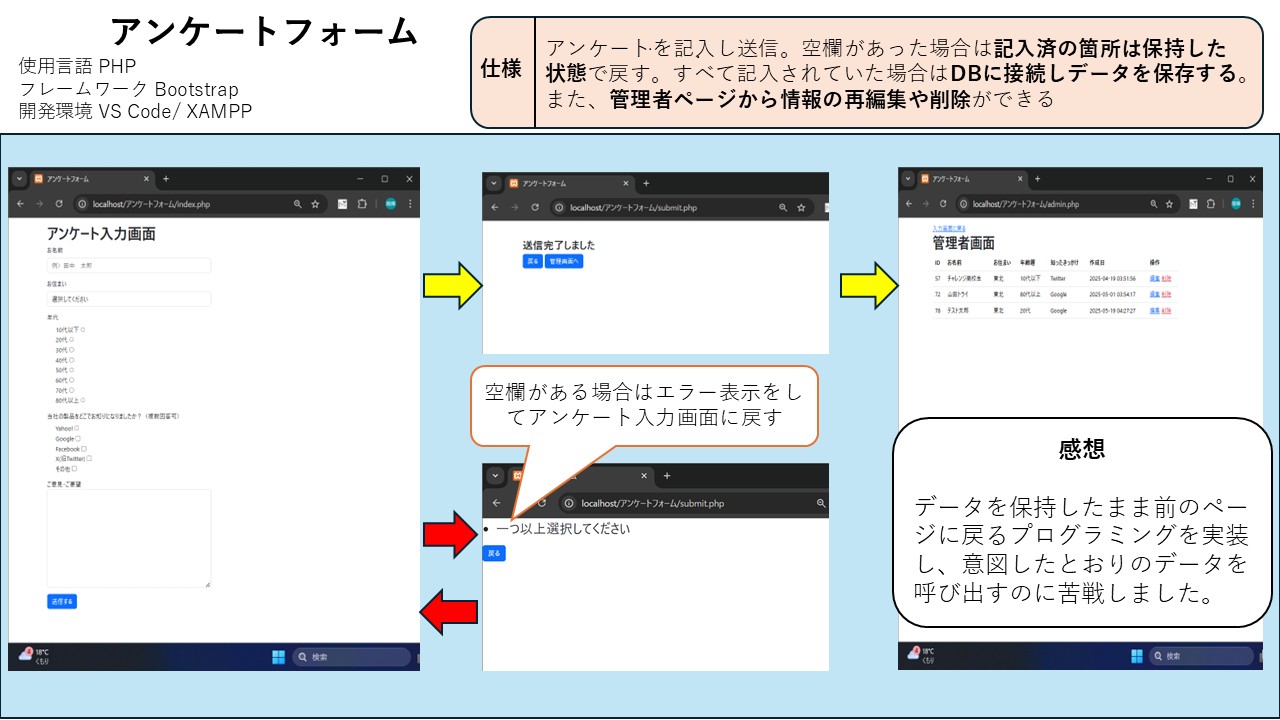 アンケートフォーム
使用言語 PHP
フレームワーク Bootstrap
開発環境 VS Code/ XAMPP
仕様
アンケートを記入し送信。空欄があった場合は記入済の箇所は保持した
状態で戻す。すべて記入されていた場合はDBに接続しデータを保存する。
また、管理者ページから情報の再編集や削除ができる
アンケートフォーム
localhost/アンケートフォーム/index.php
アンケート入力画面
お名前
例）田中 太郎
お住まい
選択してください
年代
10代以下
20代
30代
40代
50代
60代
70代
80代以上
当社の製品をどこでお知りになりましたか？（複数回答可）
Yahoo!
Google
Facebook
X(旧Twitter)
その他
ご意見・ご要望
送信する
18℃
くもり
検索
アンケートフォーム
localhost/アンケートフォーム/submit.php
送信完了しました
戻る 管理画面へ
空欄がある場合はエラー表示をし
てアンケート入力画面に戻す
localhost/アンケートフォーム/submit.php
• 一つ以上選択してください
戻る
アンケートフォーム
localhost/アンケートフォーム/admin.php
入力画面に戻る
管理者画面
ID お名前 お住まい 年齢層 知ったきっかけ 作成日 操作
57 チャレンジ高校生 東北 10代以下 Twitter 2025-04-19 03:51:56 編集 削除
72 山田トライ 東北 80代以上 Google 2025-05-01 03:54:17 編集 削除
78 テスト太郎 東北 20代 Google 2025-05-19 04:27:27 編集 削除
感想
データを保持したまま前のペー
ジに戻るプログラミングを実装
し、意図したとおりのデータを
呼び出すのに苦戦しました。
18℃
くもり
検索